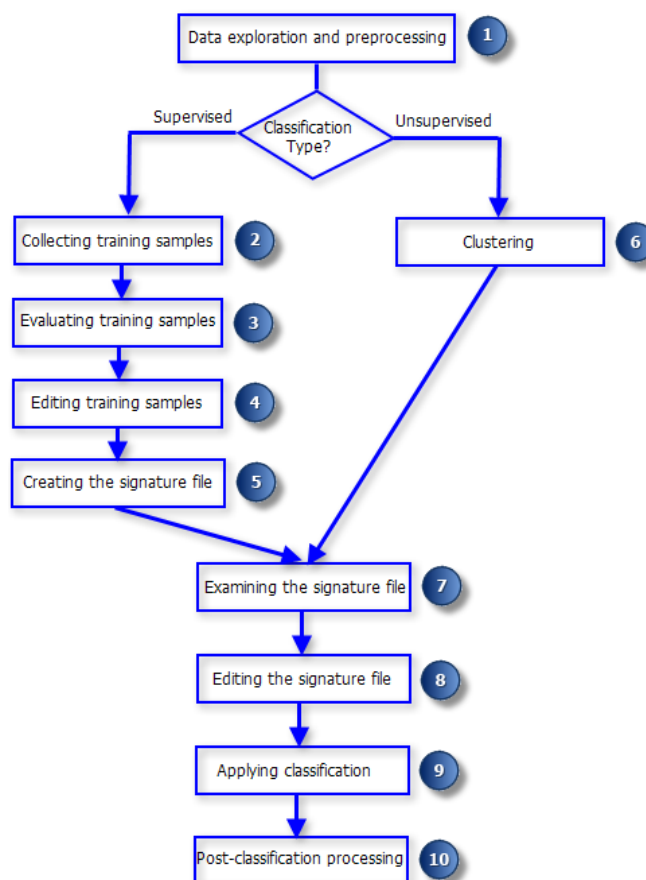 Data exploration and preprocessing
1
Supervised
Classification
Type?
Unsupervised
Collecting training samples
2
Clustering
6
Evaluating training samples
3
Editing training samples
4
Creating the signature file
5
Examining the signature file
7
Editing the signature file
8
Applying classification
9
Post-classification processing
10